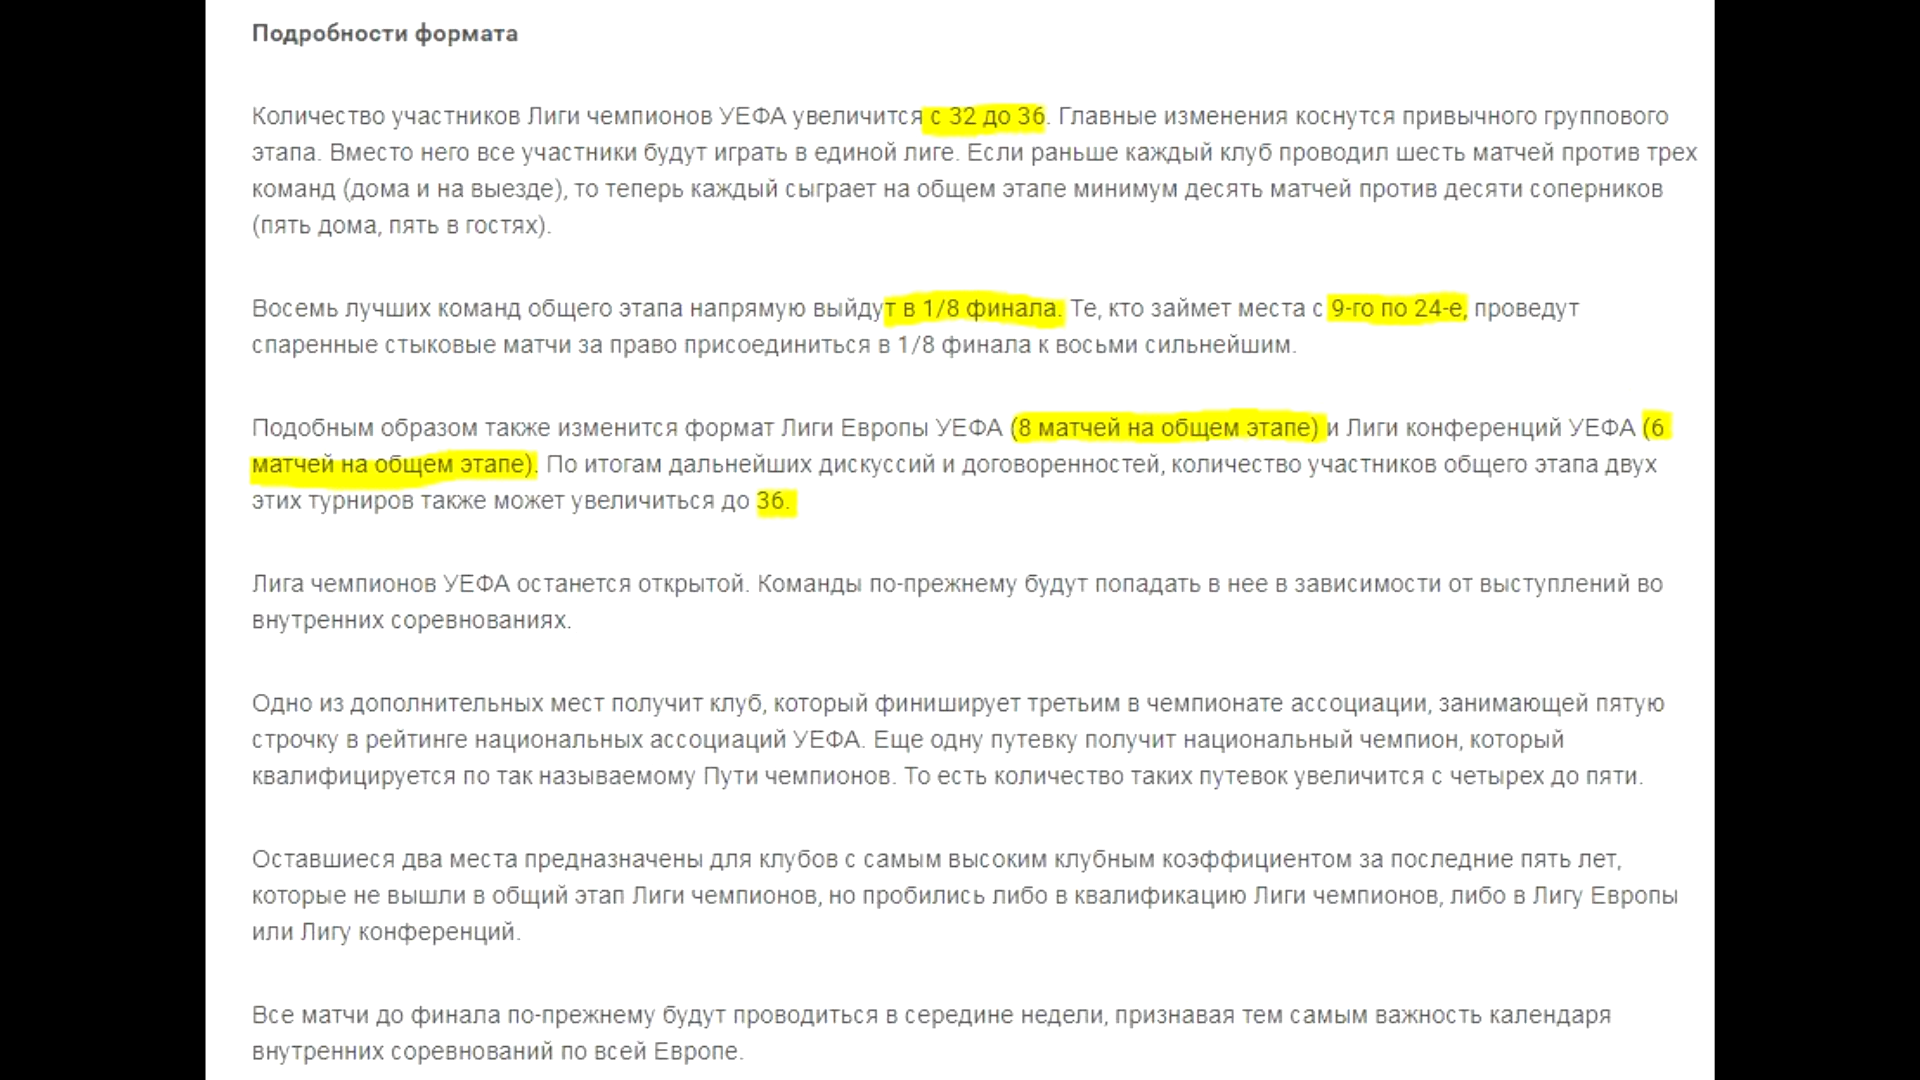 Подробности формата
Количество участников Лиги чемпионов УЕФА увеличится с 32 до 36. Главные изменения коснутся привычного группового
этапа. Вместо него все участники будут играть в единой лиге. Если раньше каждый клуб проводил шесть матчей против трех
команд (дома и на выезде), то теперь каждый сыграет на общем этапе минимум десять матчей против десяти соперников
(пять дома, пять в гостях).
Восемь лучших команд общего этапа напрямую выйдут в 1/8 финала. Те, кто займет места с 9-го по 24-е, проведут
спаренные стыковые матчи за право присоединиться в 1/8 финала к восьми сильнейшим.
Подобным образом также изменится формат Лиги Европы УЕФА (8 матчей на общем этапе) и Лиги конференций УЕФА (6
матчей на общем этапе). По итогам дальнейших дискуссий и договоренностей, количество участников общего этапа двух
этих турниров также может увеличиться до 36.
Лига чемпионов УЕФА останется открытой. Команды по-прежнему будут попадать в нее в зависимости от выступлений во
внутренних соревнованиях.
Одно из дополнительных мест получит клуб, который финиширует третьим в чемпионате ассоциации, занимающей пятую
строчку в рейтинге национальных ассоциаций УЕФА. Еще одну путевку получит национальный чемпион, который
квалифицируется по так называемому Пути чемпионов. То есть количество таких путевок увеличится с четырех до пяти.
Оставшиеся два места предназначены для клубов с самым высоким клубным коэффициентом за последние пять лет,
которые не вышли в общий этап Лиги чемпионов, но пробились либо в квалификацию Лиги чемпионов, либо в Лигу Европы
или Лигу конференций.
Все матчи до финала по-прежнему будут проводиться в середине недели, признавая тем самым важность календаря
внутренних соревнований по всей Европе.